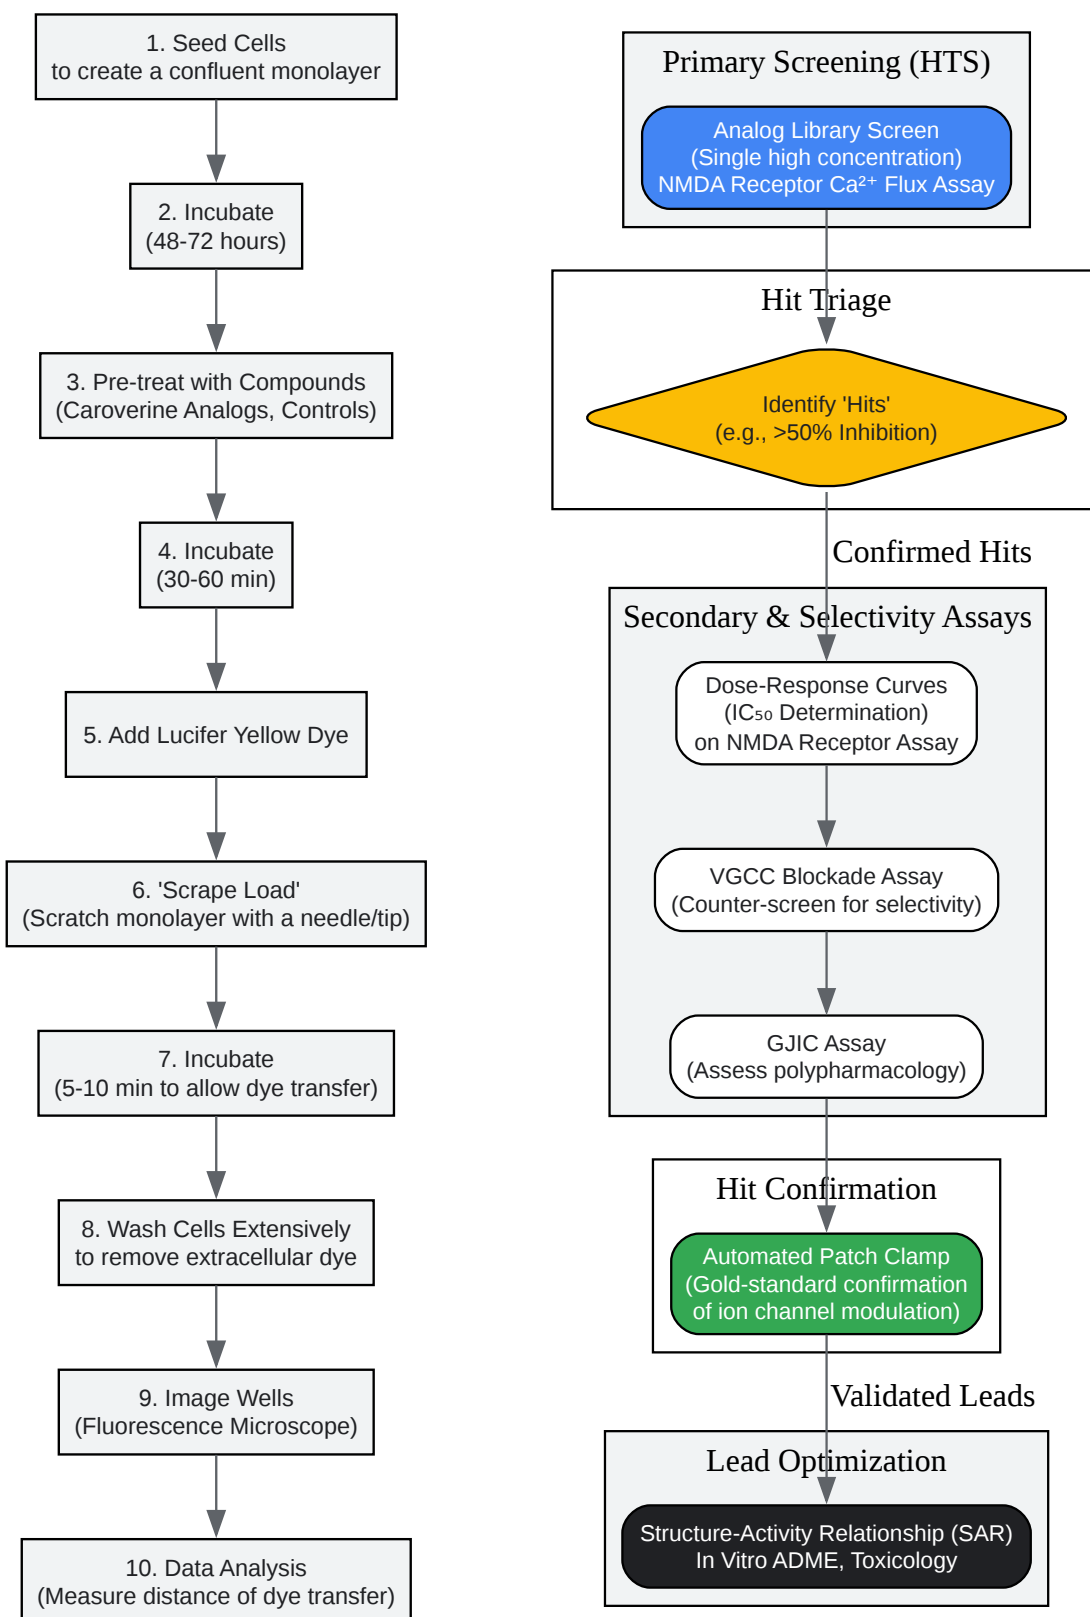 1. Seed Cells
to create a confluent monolayer
2. Incubate
(48-72 hours)
3. Pre-treat with Compounds
(Caroverine Analogs, Controls)
4. Incubate
(30-60 min)
5. Add Lucifer Yellow Dye
6. 'Scrape Load'
(Scratch monolayer with a needle/tip)
7. Incubate
(5-10 min to allow dye transfer)
8. Wash Cells Extensively
to remove extracellular dye
9. Image Wells
(Fluorescence Microscope)
10. Data Analysis
(Measure distance of dye transfer)
Primary Screening (HTS)
Analog Library Screen
(Single high concentration)
NMDA Receptor Ca²⁺ Flux Assay
Hit Triage
Identify 'Hits'
(e.g., >50% Inhibition)
Confirmed Hits
Secondary & Selectivity Assays
Dose-Response Curves
(IC₅₀ Determination)
on NMDA Receptor Assay
VGCC Blockade Assay
(Counter-screen for selectivity)
GJIC Assay
(Assess polypharmacology)
Hit Confirmation
Automated Patch Clamp
(Gold-standard confirmation
of ion channel modulation)
Validated Leads
Lead Optimization
Structure-Activity Relationship (SAR)
In Vitro ADME, Toxicology